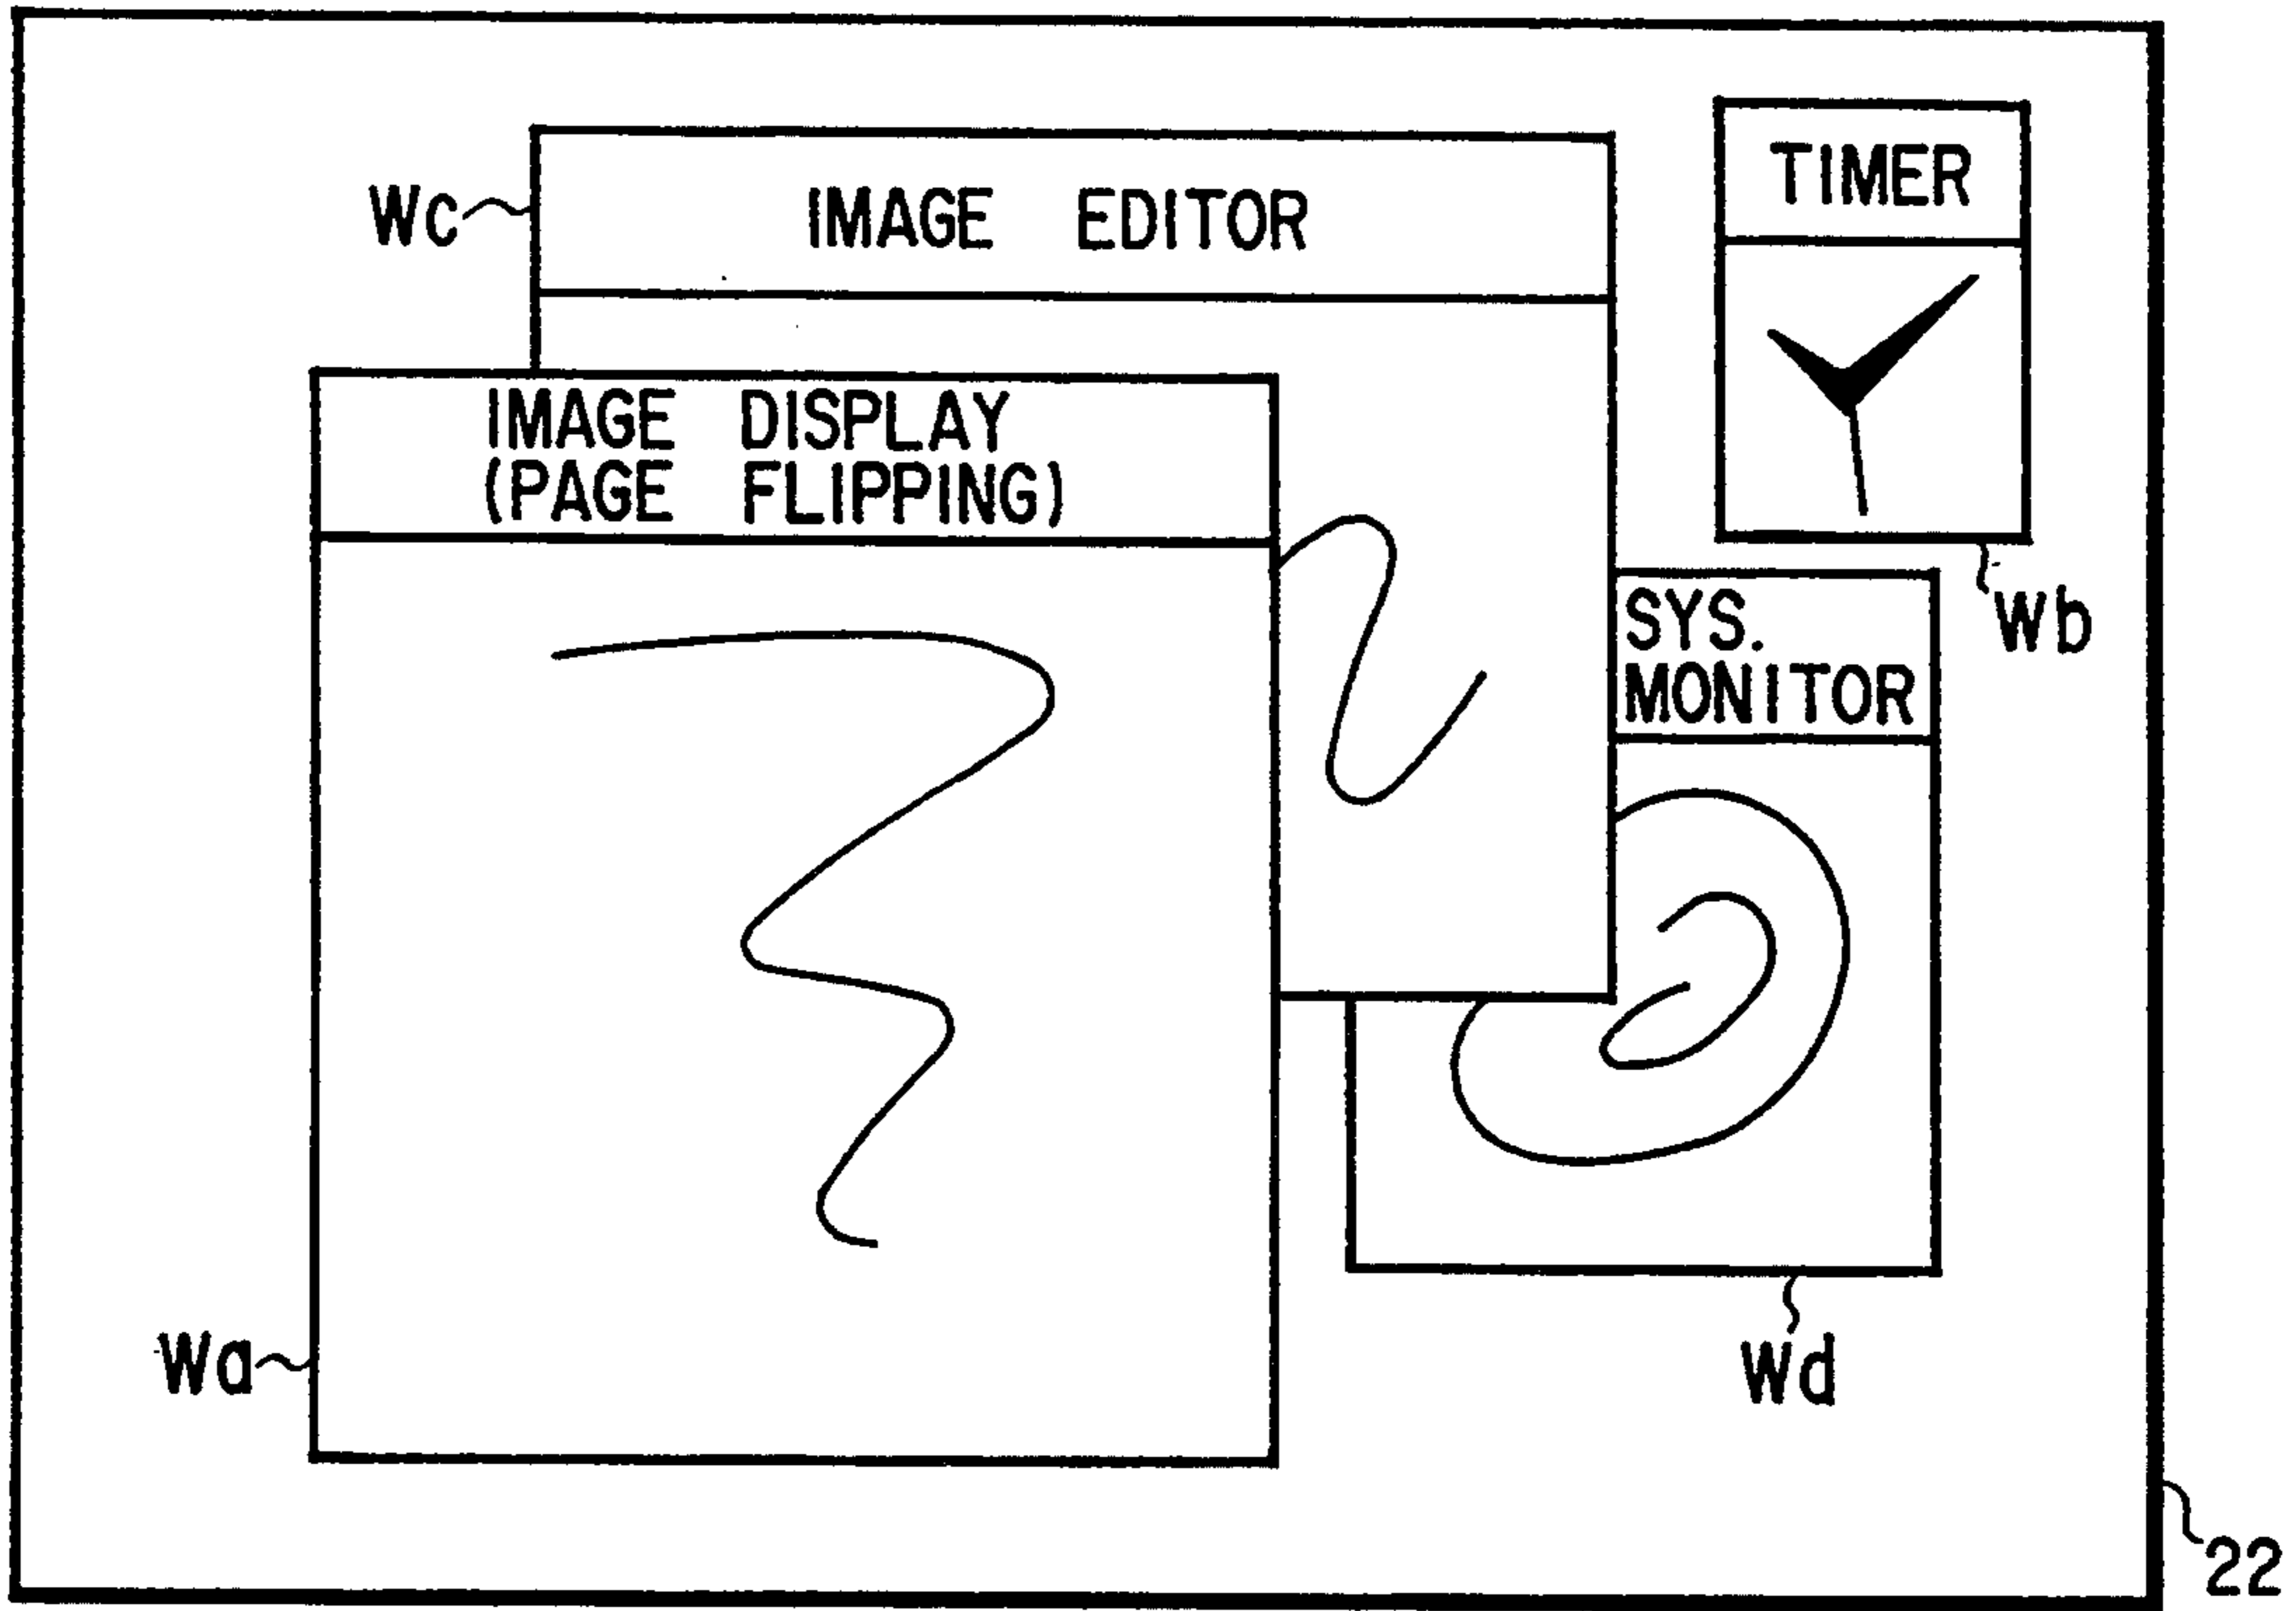 TIMER
Wc
IMAGE EDITOR
IMAGE DISPLAY
(PAGE FLIPPING)
SYS.
MONITOR
Wb
Wa
Wd
22